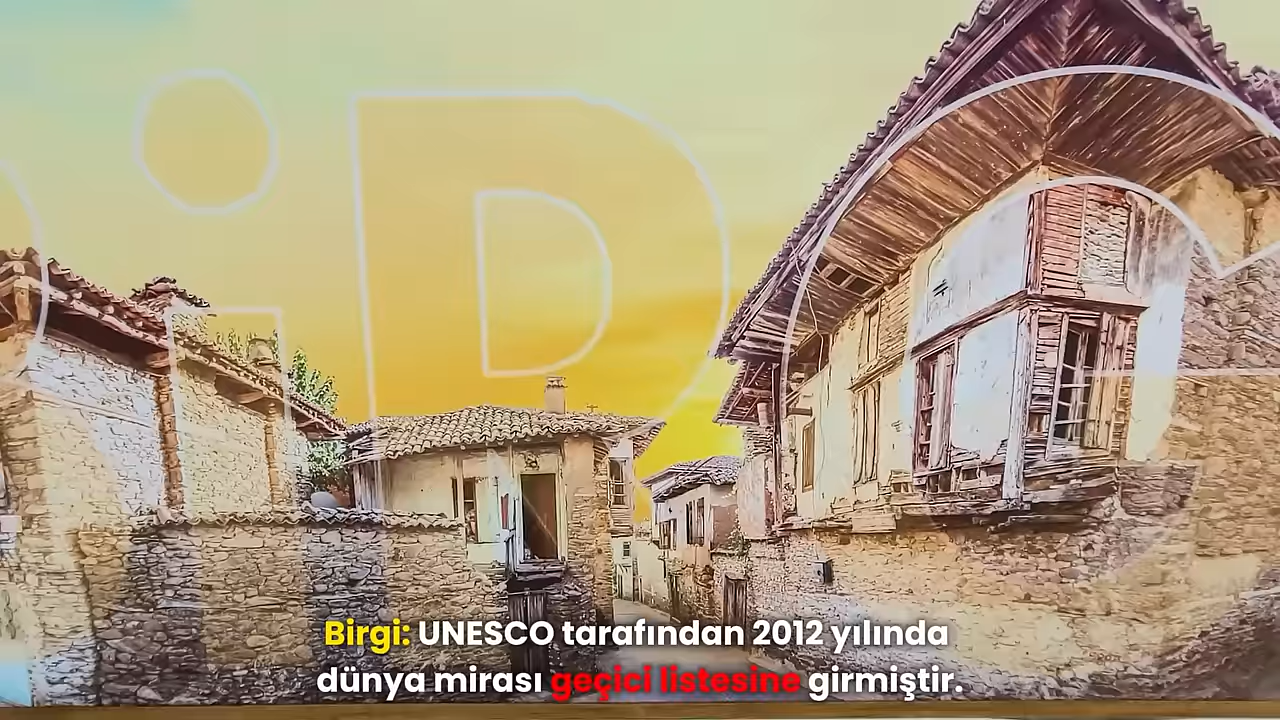 Birgi: UNESCO tarafından 2012 yılında
dünya mirası geçici listesine girmiştir.